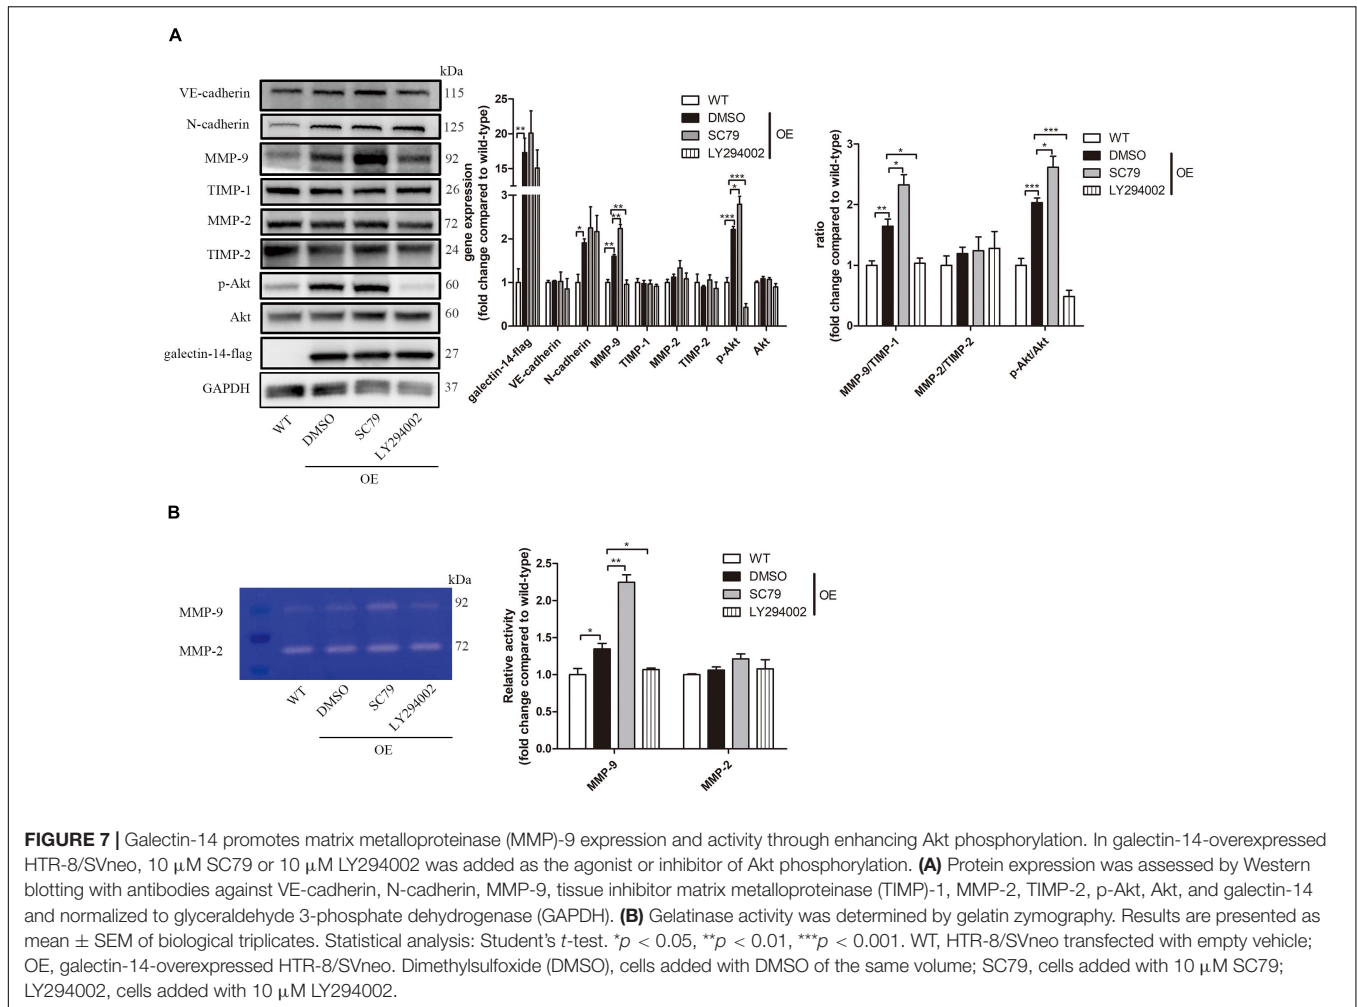 A
kDa
VE-cadherin 115
N-cadherin 125
MMP-9 92
TIMP-1 26
MMP-2 72
TIMP-2 24
p-Akt 60
Akt 60
galectin-14-flag 27
GAPDH 37
WT DMSO SC79 LY294002
OE
gene expression
(fold change compared to wild-type)
25
20
15
10
3
2
1
0
WT
DMSO
SC79
LY294002
OE
** * ** ** ** *** * ***
galectin-14-flag VE-cadherin N-cadherin MMP-9 TIMP-1 MMP-2 TIMP-2 p-Akt Akt
ratio
(fold change compared to wild-type)
3
2
1
0
WT
DMSO
SC79
LY294002
OE
** * * *** * ***
MMP-9/TIMP-1 MMP-2/TIMP-2 p-Akt/Akt
B
kDa
MMP-9 92
MMP-2 72
WT DMSO SC79 LY294002
OE
Relative activity
(fold change compared to wild-type)
2.5
2.0
1.5
1.0
0.5
0.0
WT
DMSO
SC79
LY294002
OE
* ** *
MMP-9 MMP-2
FIGURE 7 | Galectin-14 promotes matrix metalloproteinase (MMP)-9 expression and activity through enhancing Akt phosphorylation. In galectin-14-overexpressed
HTR-8/SVneo, 10 μM SC79 or 10 μM LY294002 was added as the agonist or inhibitor of Akt phosphorylation. (A) Protein expression was assessed by Western
blotting with antibodies against VE-cadherin, N-cadherin, MMP-9, tissue inhibitor matrix metalloproteinase (TIMP)-1, MMP-2, TIMP-2, p-Akt, Akt, and galectin-14
and normalized to glyceraldehyde 3-phosphate dehydrogenase (GAPDH). (B) Gelatinase activity was determined by gelatin zymography. Results are presented as
mean ± SEM of biological triplicates. Statistical analysis: Student's t-test. *p < 0.05, **p < 0.01, ***p < 0.001. WT, HTR-8/SVneo transfected with empty vehicle;
OE, galectin-14-overexpressed HTR-8/SVneo. Dimethylsulfoxide (DMSO), cells added with DMSO of the same volume; SC79, cells added with 10 μM SC79;
LY294002, cells added with 10 μM LY294002.